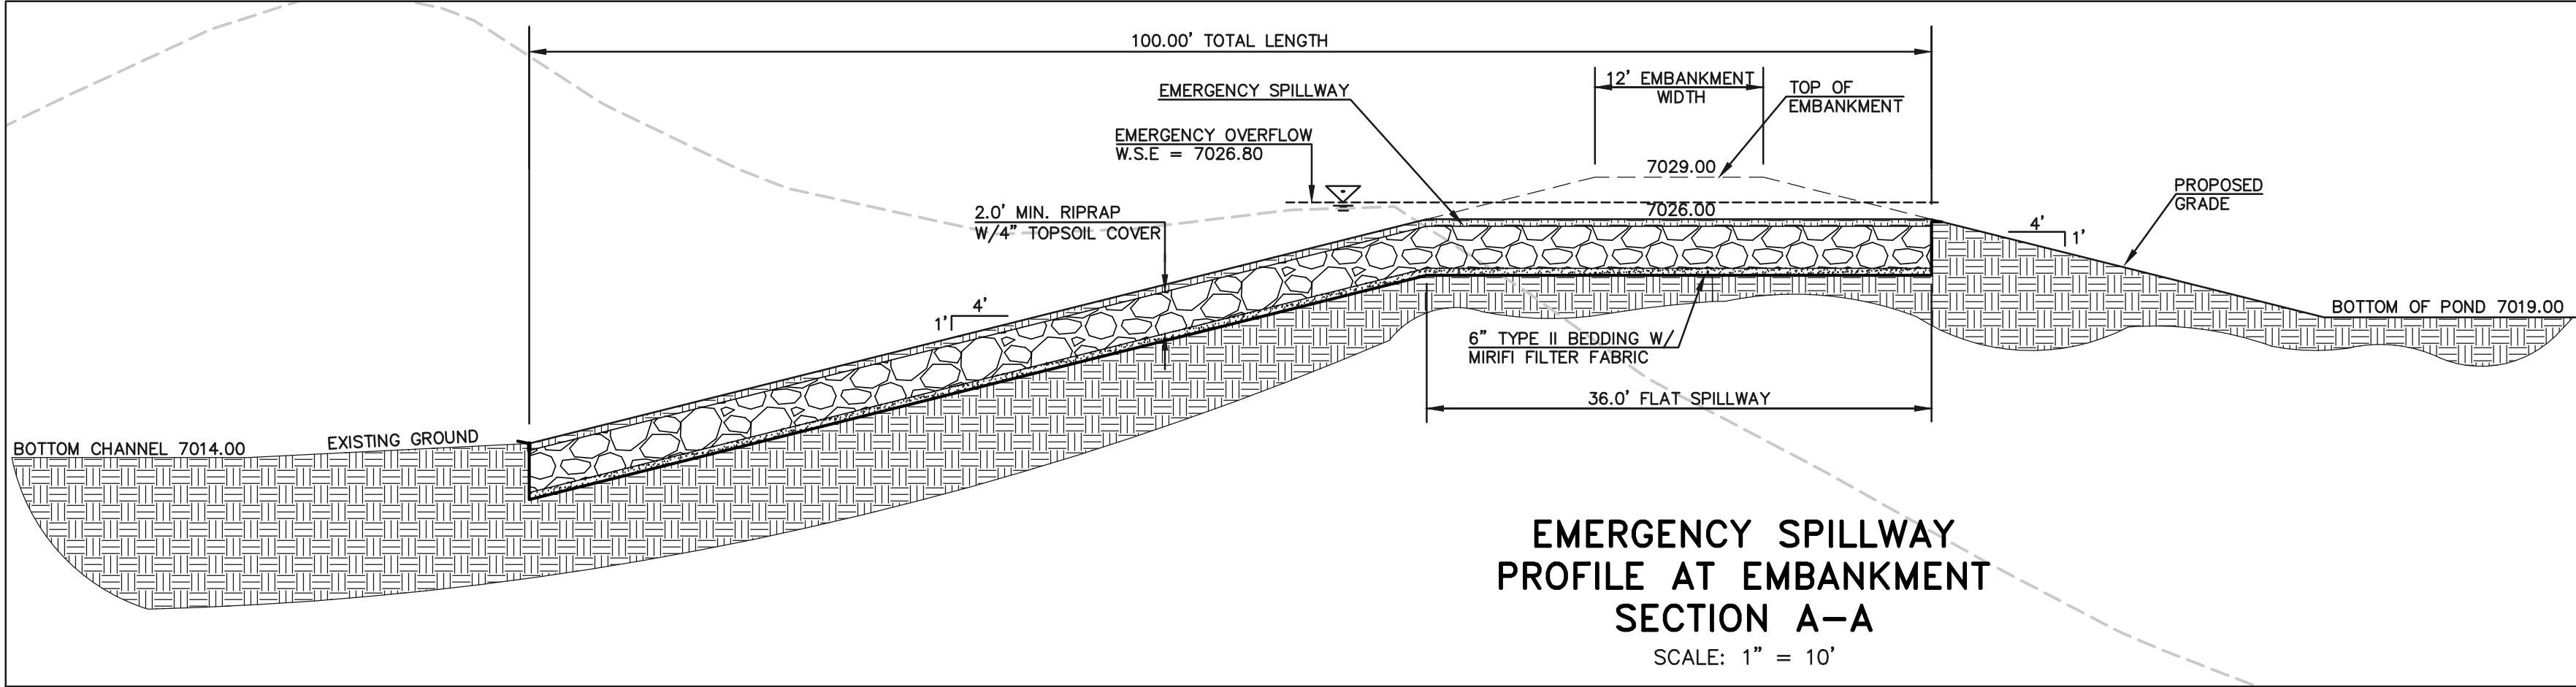 100.00' TOTAL LENGTH
12' EMBANKMENT
WIDTH
EMERGENCY SPILLWAY
TOP OF
EMBANKMENT
EMERGENCY OVERFLOW
W.S.E = 7026.80
7029.00
PROPOSED
GRADE
2.0' MIN. RIPRAP
W/4" TOPSOIL COVER
7026.00
4'
1'
4'
1'
BOTTOM OF POND 7019.00
6" TYPE II BEDDING W/
MIRIFI FILTER FABRIC
36.0' FLAT SPILLWAY
BOTTOM CHANNEL 7014.00
EXISTING GROUND
EMERGENCY SPILLWAY
PROFILE AT EMBANKMENT
SECTION A-A
SCALE: 1" = 10'